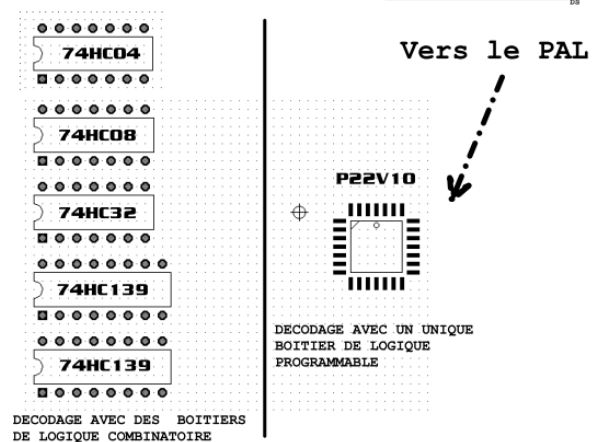 DS
Vers le PAL
74HC04
74HC08
74HC32
74HC139
74HC139
DECODAGE AVEC DES BOITIERS
DE LOGIQUE COMBINATOIRE
P22V10
DECODAGE AVEC UN UNIQUE
BOITIER DE LOGIQUE
PROGRAMMABLE